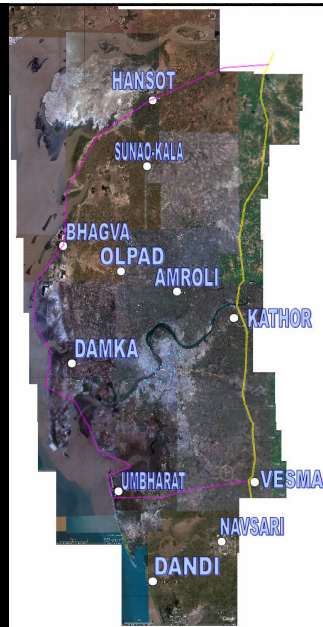 HANSOT
SUNAO-KALA
BHAGVA
OLPAD
AMROLI
KATHOR
DAMKA
UMBHARAT
VESMA
NAVSARI
DANDI